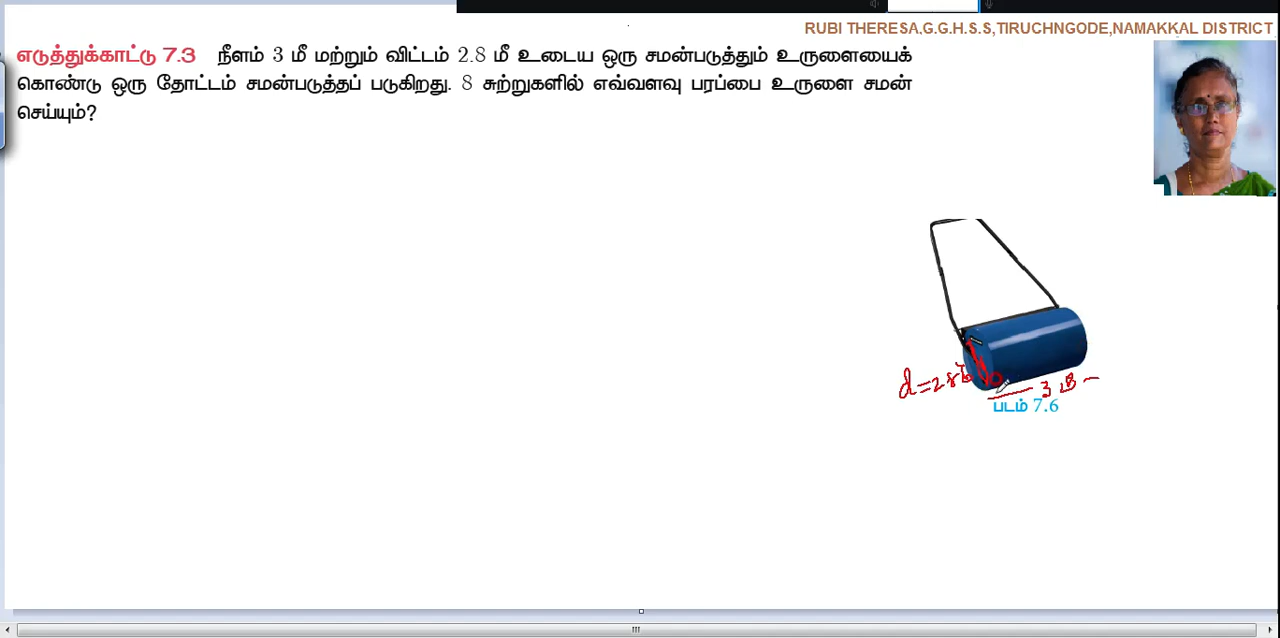 RUBI THERESA,G.G.H.S.S,TIRUCHNGODE,NAMAKKAL DISTRICT
எடுத்துக்காட்டு 7.3 நீளம் 3 மீ மற்றும் விட்டம் 2.8 மீ உடைய ஒரு சமன்படுத்தும் உருளையைக்
கொண்டு ஒரு தோட்டம் சமன்படுத்தப் படுகிறது. 8 சுற்றுகளில் எவ்வளவு பரப்பை உருளை சமன்
செய்யும்?
d=2.8மீ
3 மீ
படம் 7.6